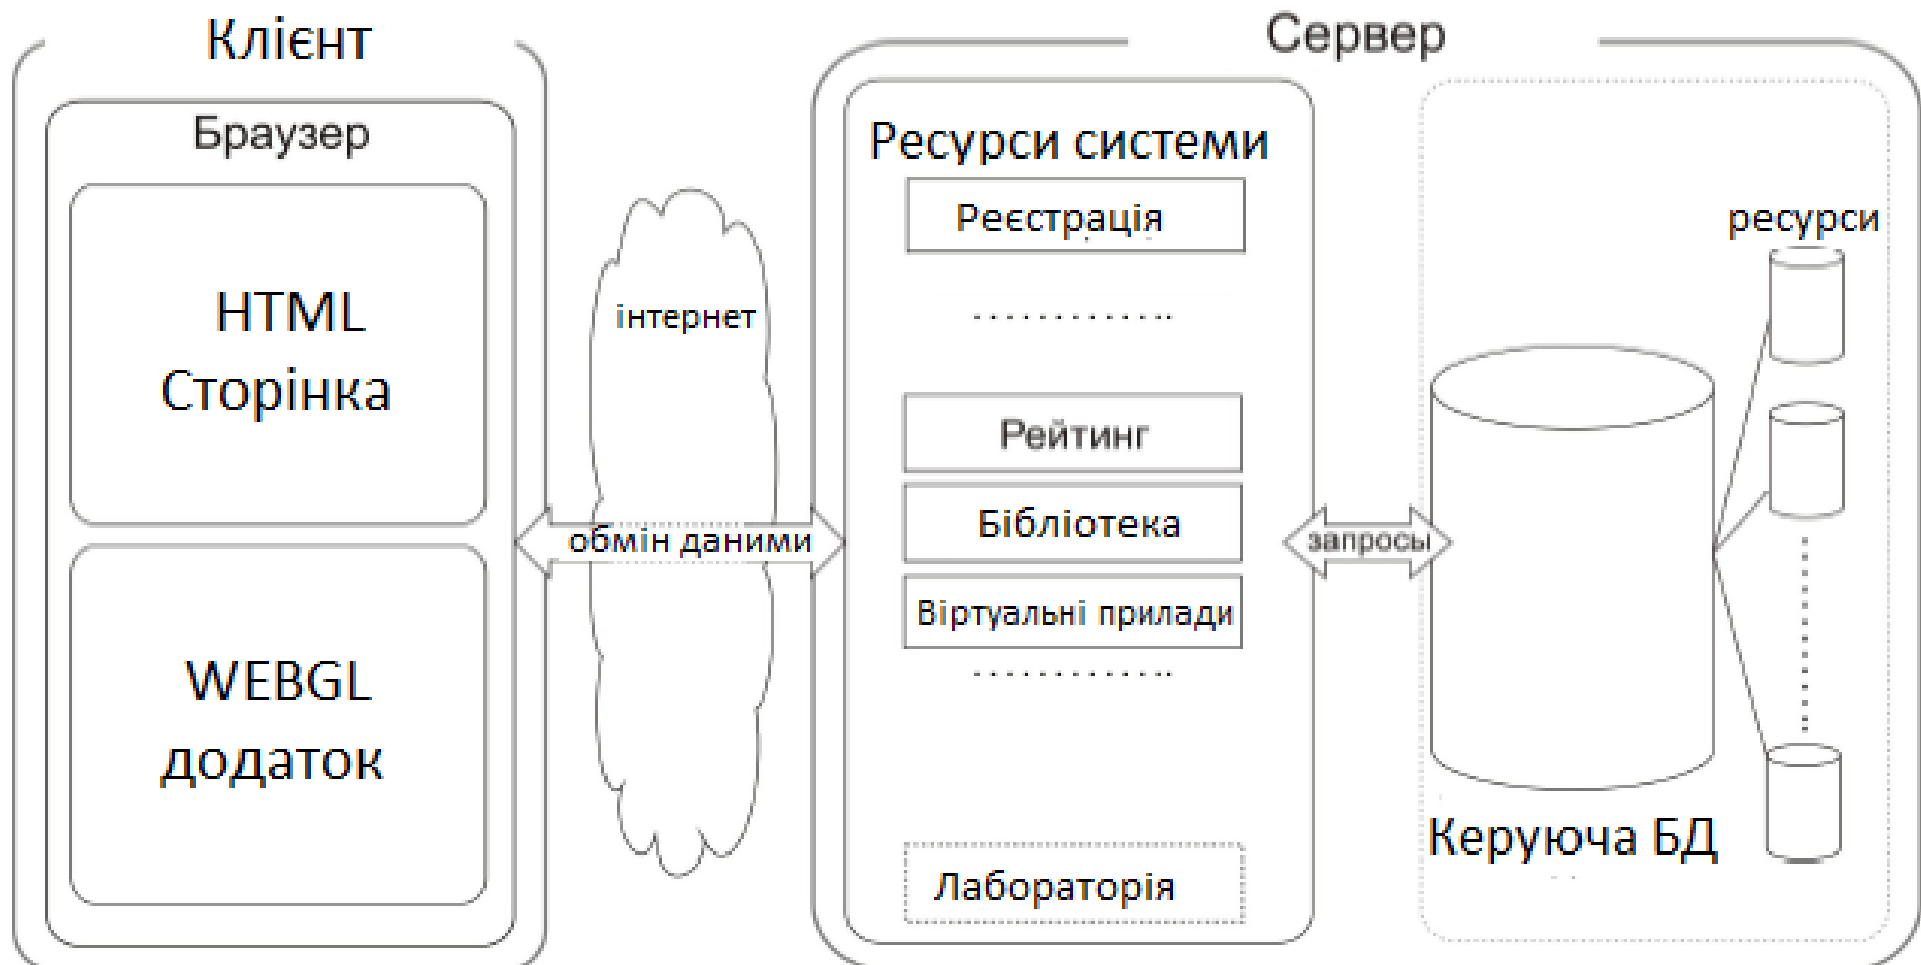 Клієнт
Браузер
HTML
Сторінка
WEBGL
додаток
інтернет
обмін даними
Сервер
Ресурси системи
Реєстрація
.............
Рейтинг
Бібліотека
Віртуальні прилади
.............
Лабораторія
запросы
ресурси
Керуюча БД